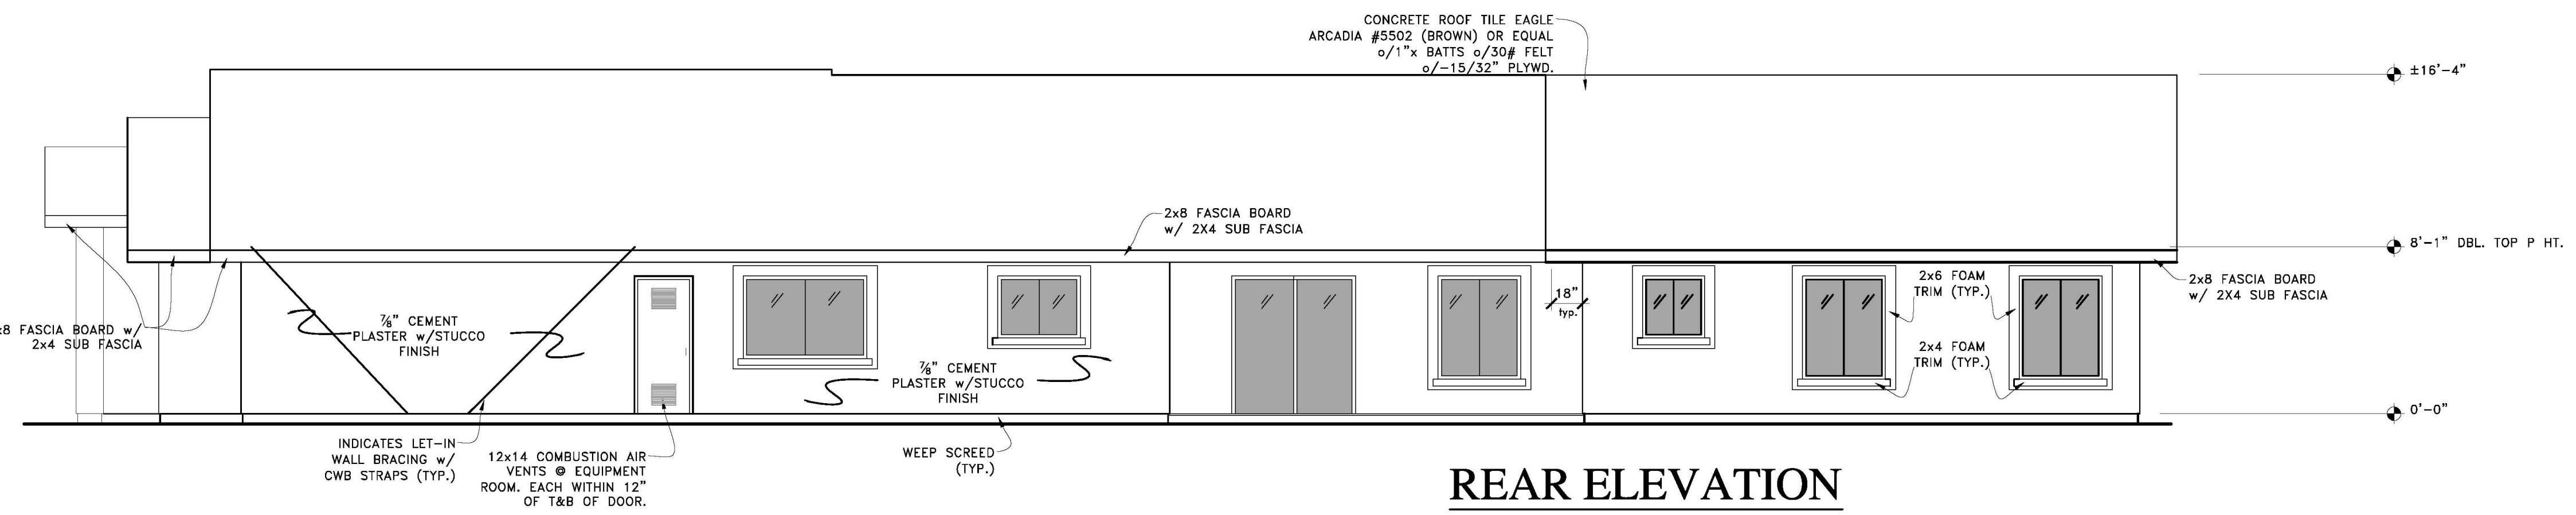 CONCRETE ROOF TILE EAGLE
ARCADIA #5502 (BROWN) OR EQUAL
o/1"x BATTS o/30# FELT
o/-15/32" PLYWD.
±16'-4"
2x8 FASCIA BOARD
w/ 2X4 SUB FASCIA
8'-1" DBL. TOP P HT.
2x8 FASCIA BOARD
w/ 2X4 SUB FASCIA
2x6 FOAM
TRIM (TYP.)
18"
typ.
x8 FASCIA BOARD w/
2x4 SUB FASCIA
⅞" CEMENT
PLASTER w/STUCCO
FINISH
2x4 FOAM
TRIM (TYP.)
⅞" CEMENT
PLASTER w/STUCCO
FINISH
0'-0"
INDICATES LET-IN
WALL BRACING w/
CWB STRAPS (TYP.)
12x14 COMBUSTION AIR
VENTS @ EQUIPMENT
ROOM. EACH WITHIN 12"
OF T&B OF DOOR.
WEEP SCREED
(TYP.)
REAR ELEVATION